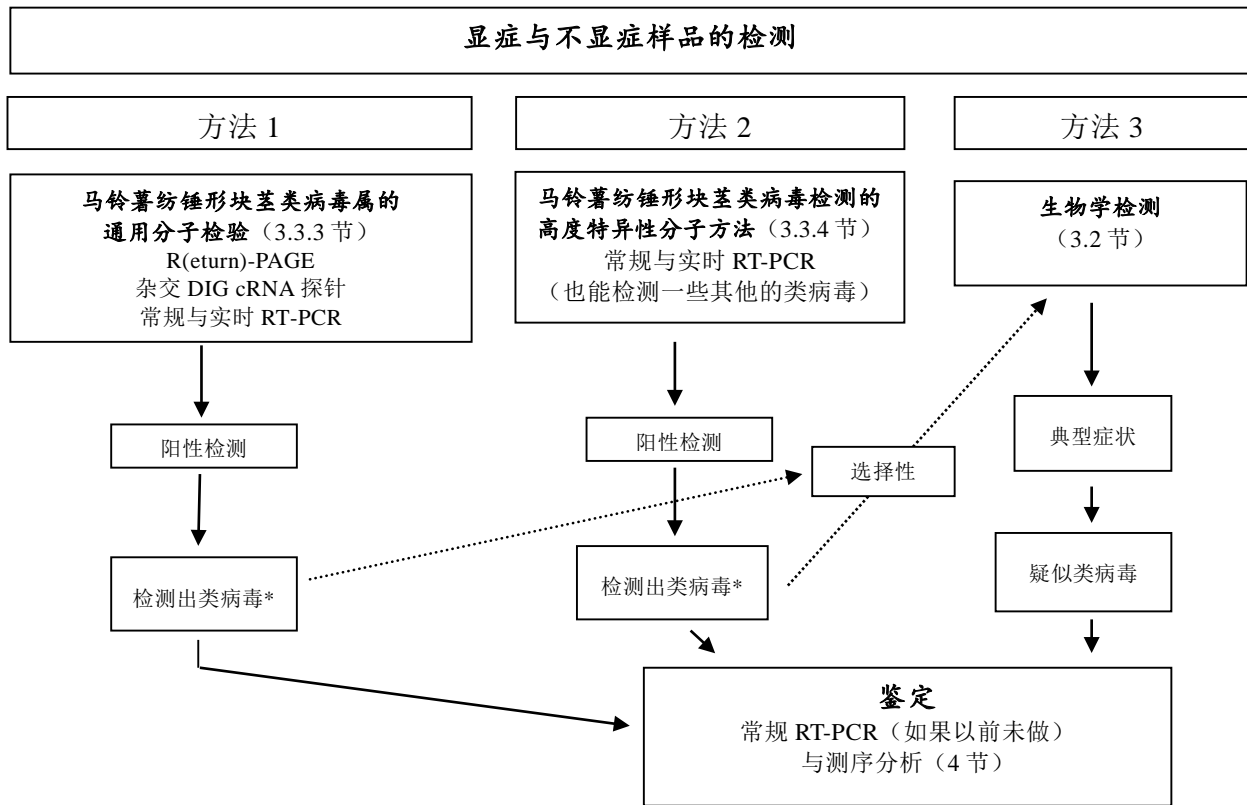 显症与不显症样品的检测
方法 1
方法 2
方法 3
马铃薯纺锤形块茎类病毒属的
通用分子检验（3.3.3 节）
R(eturn)-PAGE
杂交 DIG cRNA 探针
常规与实时 RT-PCR
马铃薯纺锤形块茎类病毒检测的
高度特异性分子方法（3.3.4 节）
常规与实时 RT-PCR
（也能检测一些其他的类病毒）
生物学检测
（3.2 节）
阳性检测
阳性检测
选择性
典型症状
检测出类病毒*
检测出类病毒*
疑似类病毒
鉴定
常规 RT-PCR（如果以前未做）
与测序分析（4 节）